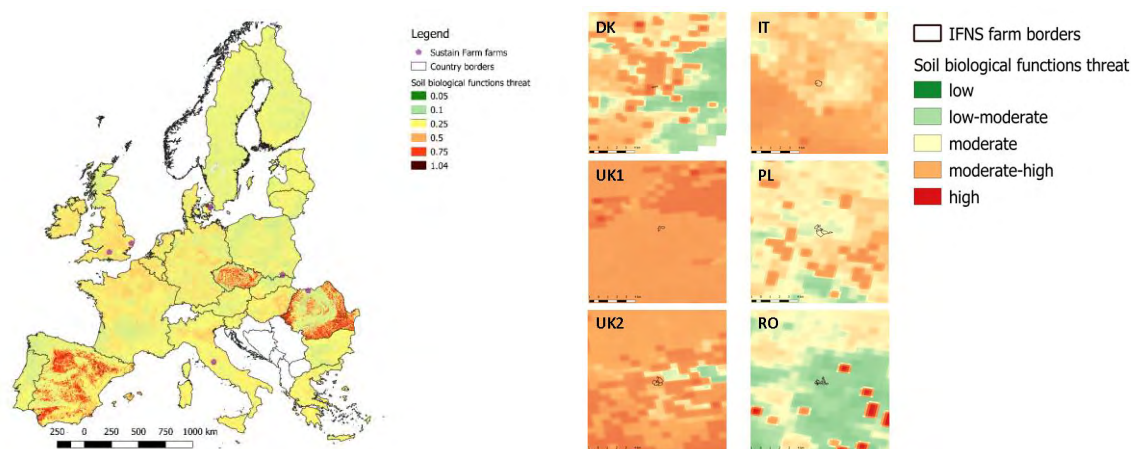 Legend
Sustain Farm farms
Country borders
Soil biological functions threat
0.05
0.1
0.25
0.5
0.75
1.04
250 0 250 500 750 1000 km
DK
IT
UK1
PL
UK2
RO
IFNS farm borders
Soil biological functions threat
low
low-moderate
moderate
moderate-high
high